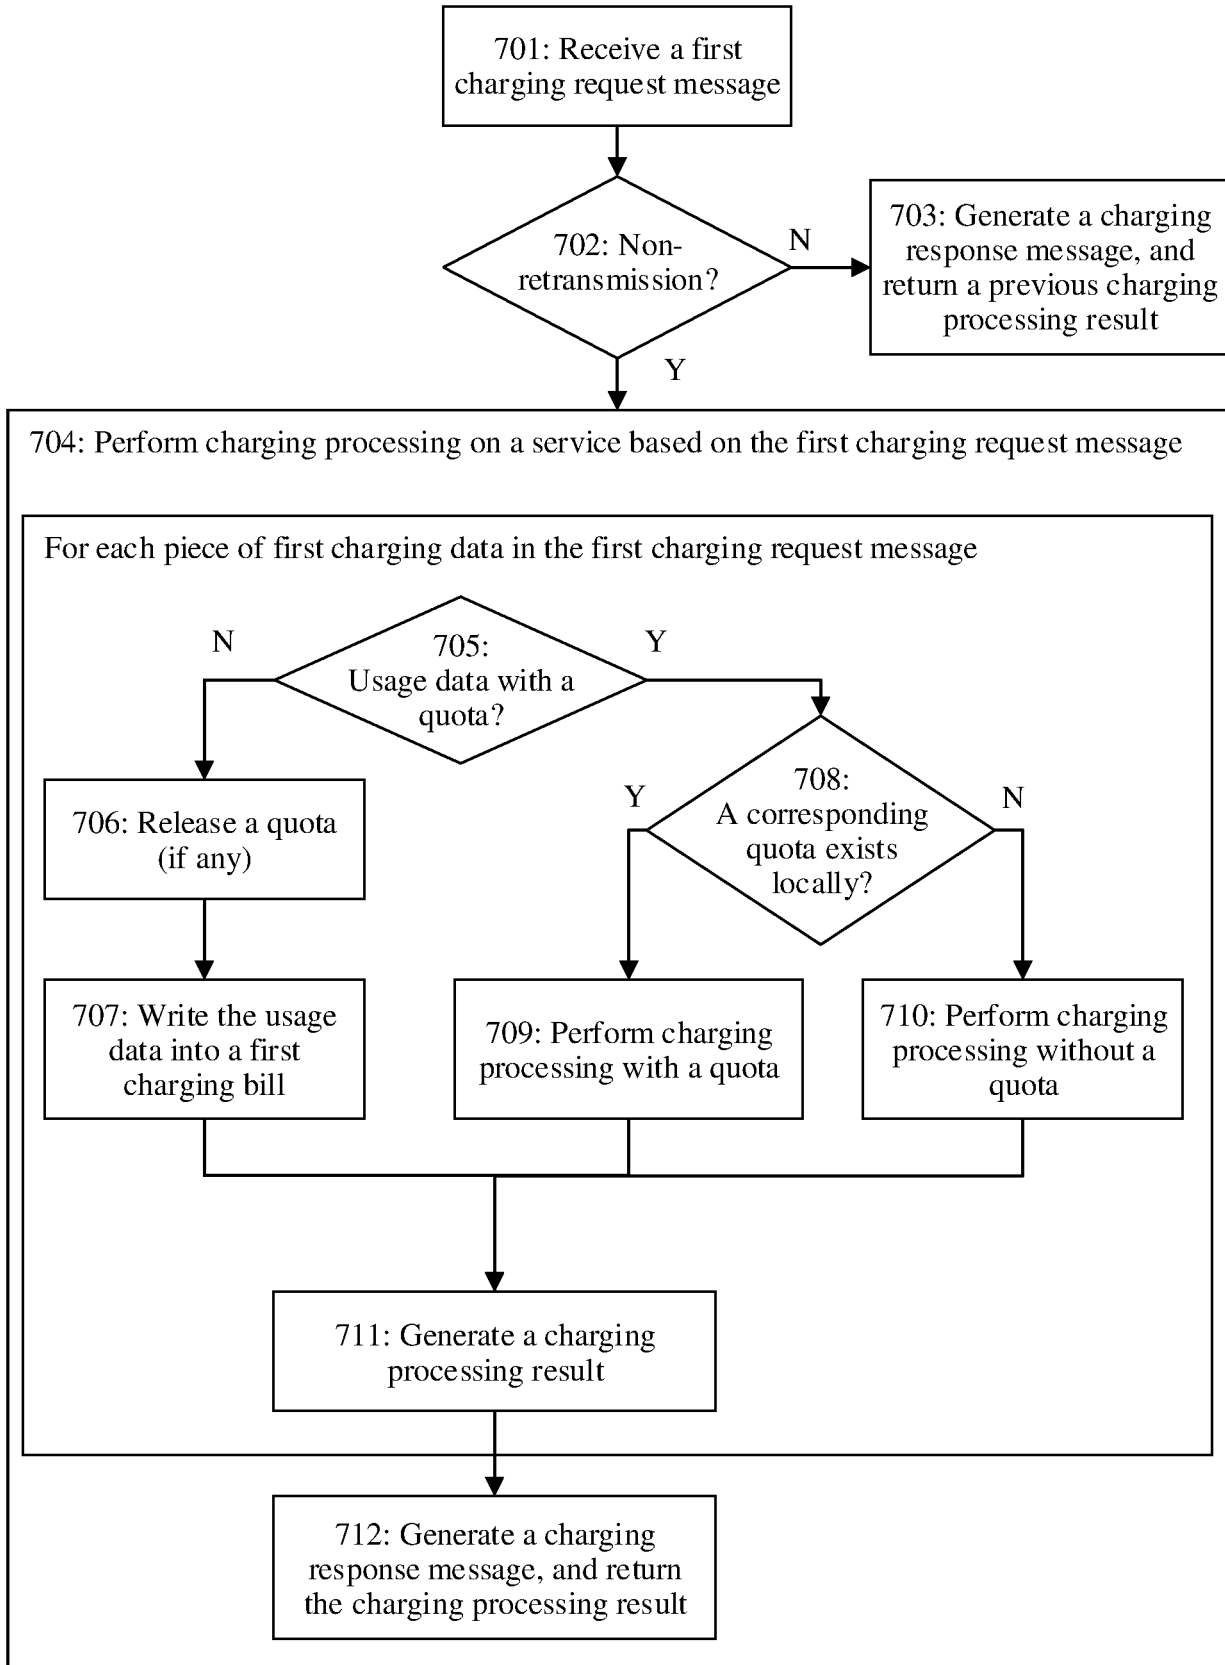 701: Receive a first
charging request message
702: Non-
retransmission?
N
703: Generate a charging
response message, and
return a previous charging
processing result
Y
704: Perform charging processing on a service based on the first charging request message
For each piece of first charging data in the first charging request message
N
705:
Usage data with a
quota?
Y
706: Release a quota
(if any)
Y
708:
A corresponding
quota exists
locally?
N
707: Write the usage
data into a first
charging bill
709: Perform charging
processing with a quota
710: Perform charging
processing without a
quota
711: Generate a charging
processing result
712: Generate a charging
response message, and return
the charging processing result